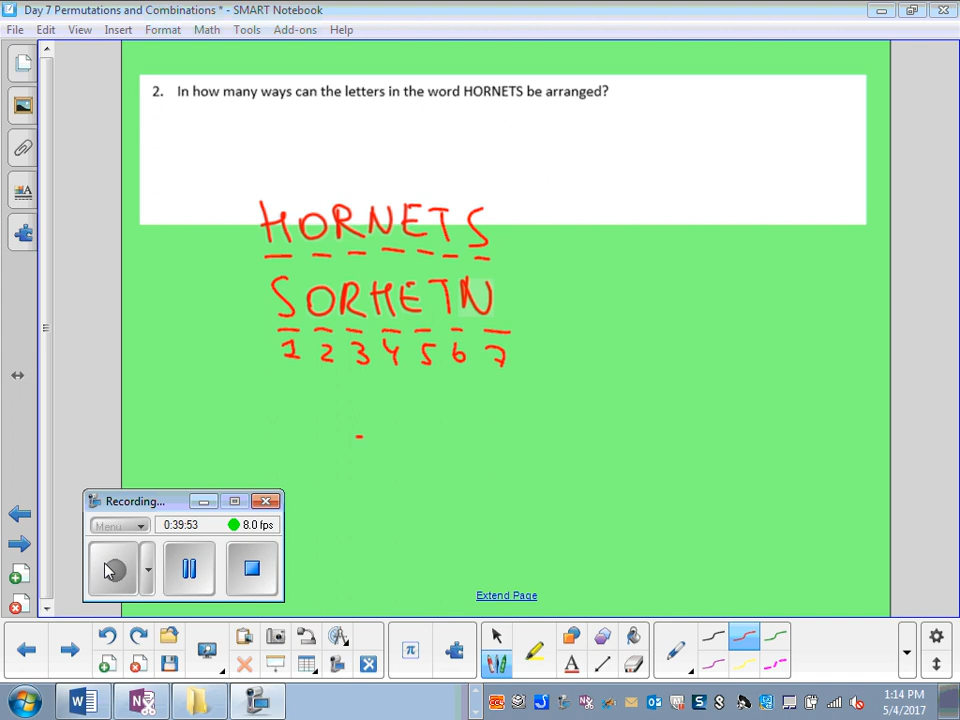 Day 7 Permutations and Combinations * - SMART Notebook
File Edit View Insert Format Math Tools Add-ons Help
2. In how many ways can the letters in the word HORNETS be arranged?
HORNETS
SORHETN
1 2 3 4 5 6 7
Recording...
Menu 0:39:53 8.0 fps
Extend Page
π
A
1:14 PM
5/4/2017